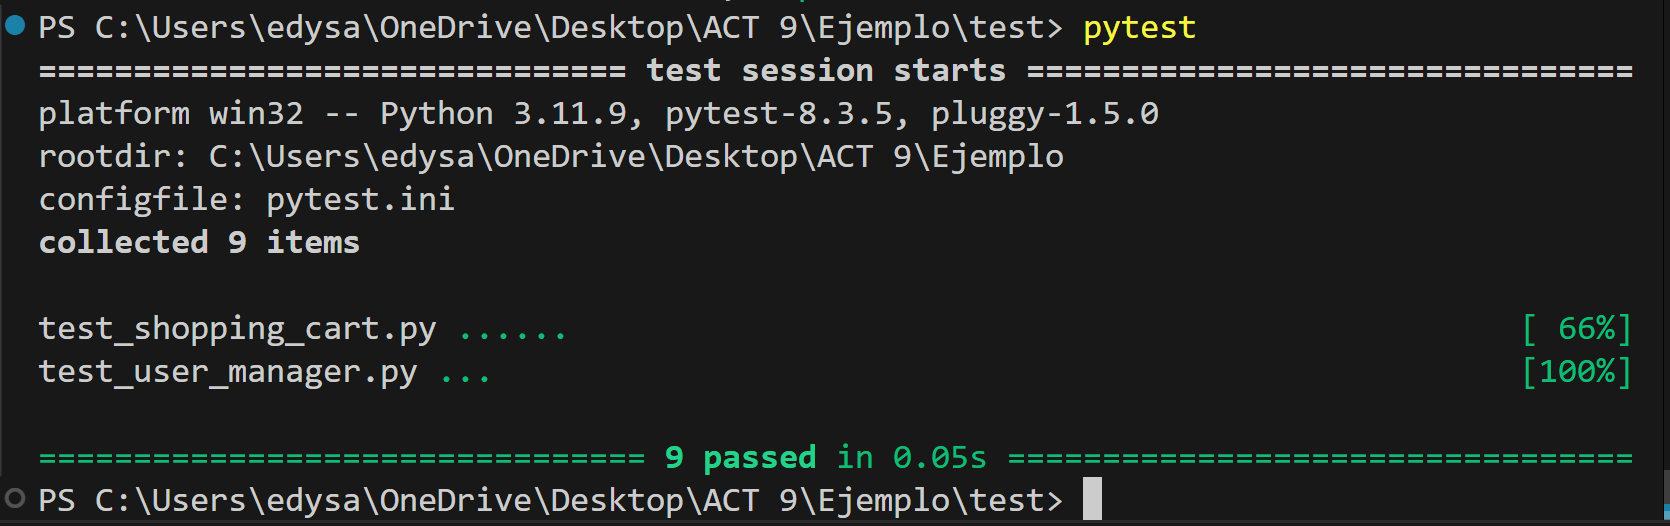 PS C:\Users\edysa\OneDrive\Desktop\ACT 9\Ejemplo\test> pytest
=============================== test session starts ================================
platform win32 -- Python 3.11.9, pytest-8.3.5, pluggy-1.5.0
rootdir: C:\Users\edysa\OneDrive\Desktop\ACT 9\Ejemplo
configfile: pytest.ini
collected 9 items
test_shopping_cart.py ...... [ 66%]
test_user_manager.py ... [100%]
================================ 9 passed in 0.05s =================================
PS C:\Users\edysa\OneDrive\Desktop\ACT 9\Ejemplo\test>